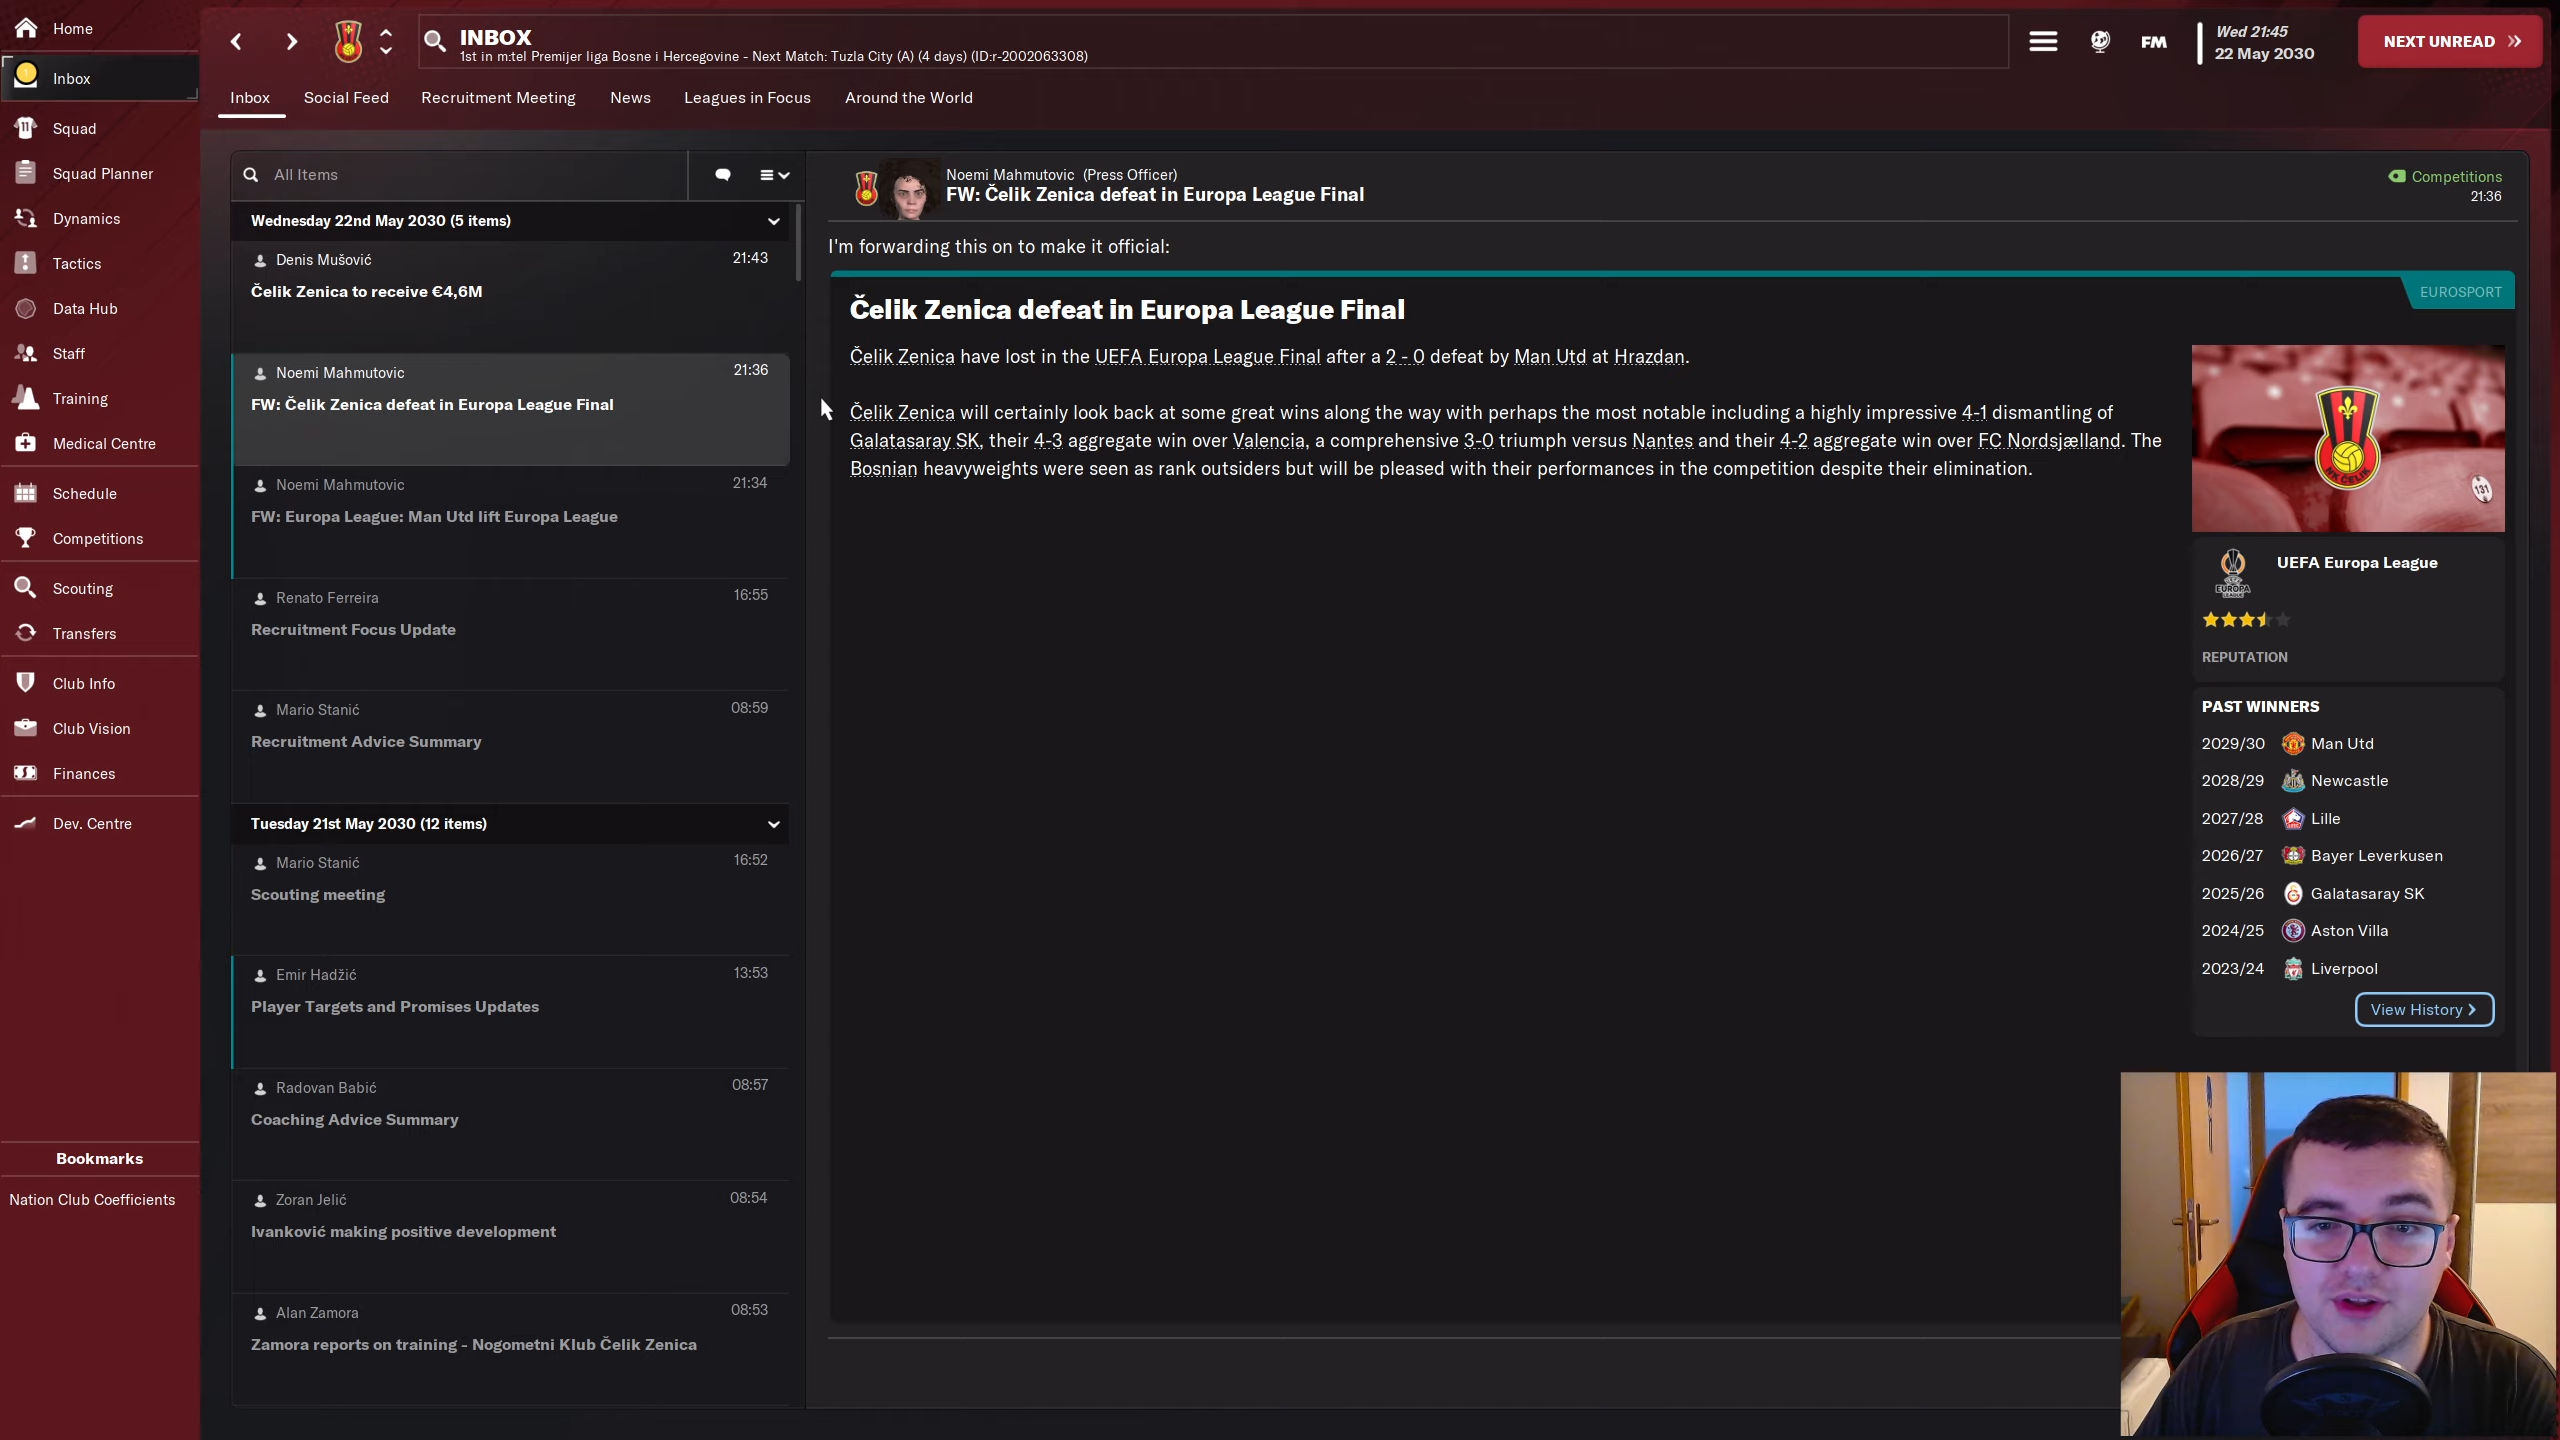 Home
Inbox
Squad
Squad Planner
Dynamics
Tactics
Data Hub
Staff
Training
Medical Centre
Schedule
Competitions
Scouting
Transfers
Club Info
Club Vision
Finances
Dev. Centre
Bookmarks
Nation Club Coefficients
INBOX
1st in m:tel Premijer liga Bosne i Hercegovine - Next Match: Tuzla City (A) (4 days) (ID:r-2002063308)
FM
Wed 21:45
22 May 2030
NEXT UNREAD
Inbox
Social Feed
Recruitment Meeting
News
Leagues in Focus
Around the World
All Items
Wednesday 22nd May 2030 (5 items)
Denis Mušović 21:43
Čelik Zenica to receive €4,6M
Noemi Mahmutovic 21:36
FW: Čelik Zenica defeat in Europa League Final
Noemi Mahmutovic 21:34
FW: Europa League: Man Utd lift Europa League
Renato Ferreira 16:55
Recruitment Focus Update
Mario Stanić 08:59
Recruitment Advice Summary
Tuesday 21st May 2030 (12 items)
Mario Stanić 16:52
Scouting meeting
Emir Hadžić 13:53
Player Targets and Promises Updates
Radovan Babić 08:57
Coaching Advice Summary
Zoran Jelić 08:54
Ivanković making positive development
Alan Zamora 08:53
Zamora reports on training - Nogometni Klub Čelik Zenica
Noemi Mahmutovic (Press Officer)
FW: Čelik Zenica defeat in Europa League Final
Competitions
21:36
I'm forwarding this on to make it official:
EUROSPORT
Čelik Zenica defeat in Europa League Final
Čelik Zenica have lost in the UEFA Europa League Final after a 2 - 0 defeat by Man Utd at Hrazdan.
Čelik Zenica will certainly look back at some great wins along the way with perhaps the most notable including a highly impressive 4-1 dismantling of
Galatasaray SK, their 4-3 aggregate win over Valencia, a comprehensive 3-0 triumph versus Nantes and their 4-2 aggregate win over FC Nordsjælland. The
Bosnian heavyweights were seen as rank outsiders but will be pleased with their performances in the competition despite their elimination.
NK ČELIK
131
EUROPA
LEAGUE
UEFA Europa League
REPUTATION
PAST WINNERS
2029/30 Man Utd
2028/29 Newcastle
2027/28 Lille
2026/27 Bayer Leverkusen
2025/26 Galatasaray SK
2024/25 Aston Villa
2023/24 Liverpool
View History